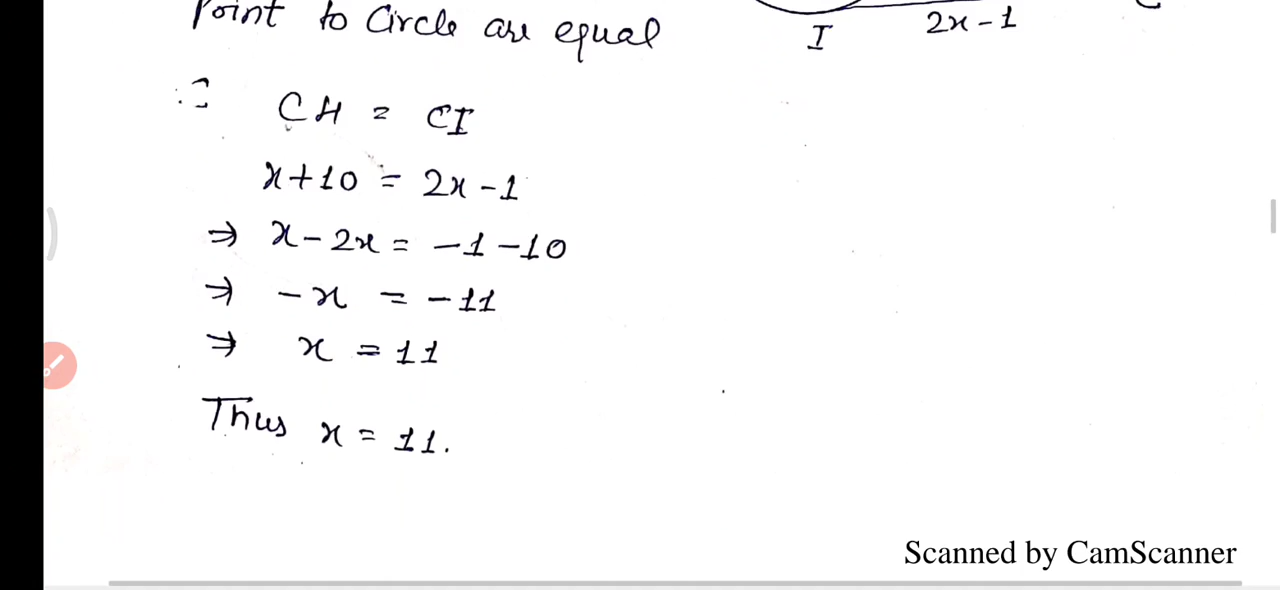 Point to Circle are equal
I 2x-1
∴ CH = CI
x+10 = 2x-1
⇒ x-2x = -1-10
⇒ -x = -11
⇒ x = 11
Thus x = 11.
Scanned by CamScanner